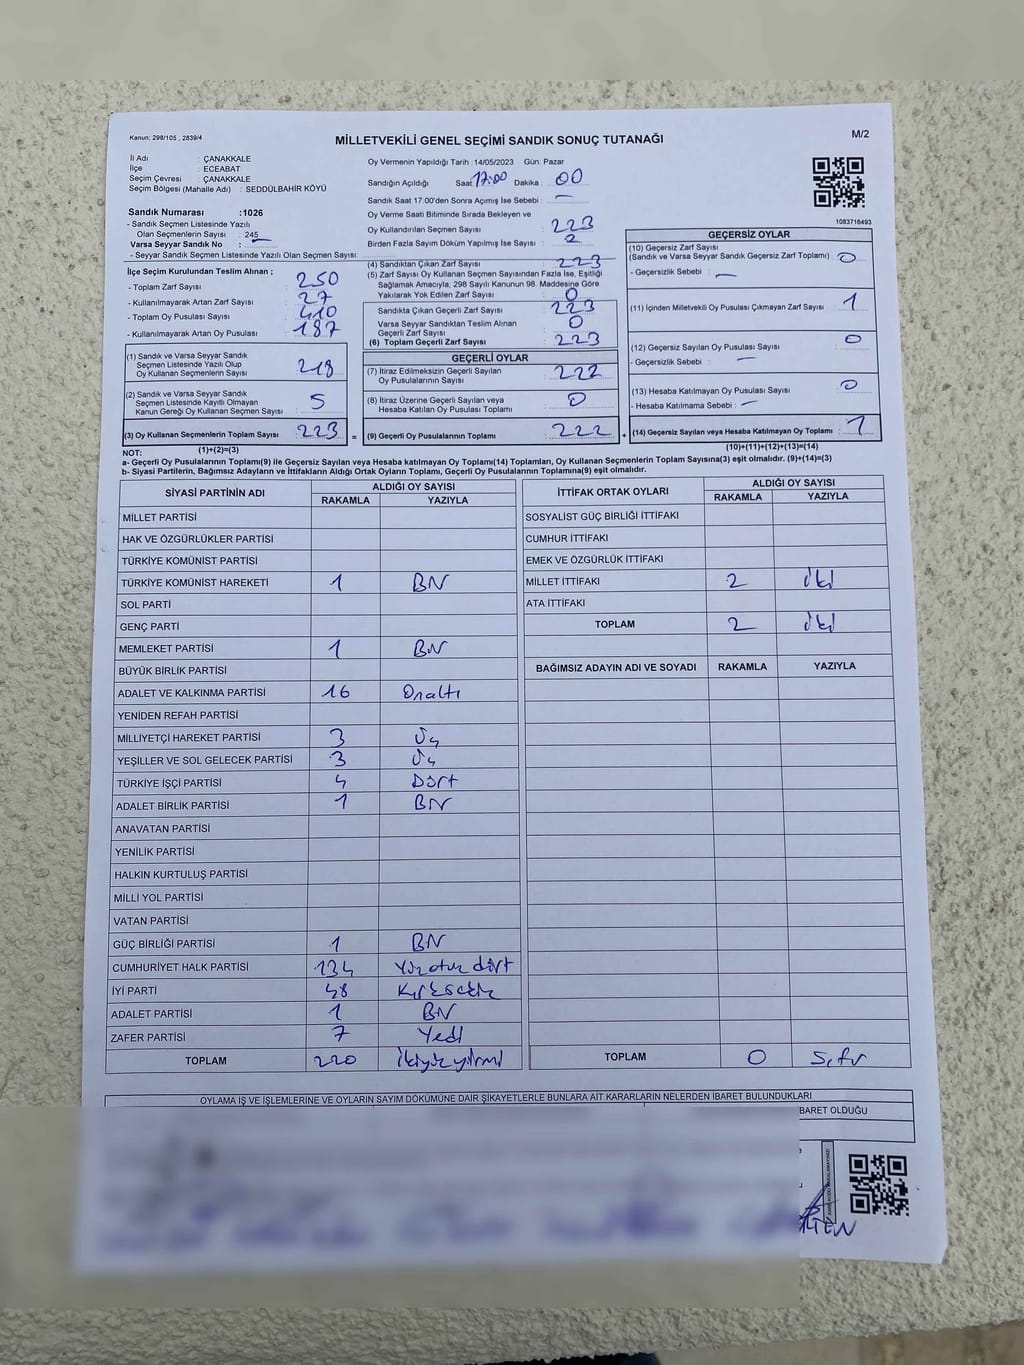 Kanun; 298/105 , 2839/4
MİLLETVEKİLİ GENEL SEÇİMİ SANDIK SONUÇ TUTANAĞI
M/2
İl Adı : ÇANAKKALE
İlçe : ECEABAT
Seçim Çevresi : ÇANAKKALE
Seçim Bölgesi (Mahalle Adı) : SEDDÜLBAHİR KÖYÜ
Sandık Numarası :1026
- Sandık Seçmen Listesinde Yazılı
Olan Seçmenlerin Sayısı : 245
Varsa Seyyar Sandık No :
- Seyyar Sandık Seçmen Listesinde Yazılı Olan Seçmen Sayısı:
Oy Vermenin Yapıldığı Tarih :14/05/2023 Gün: Pazar
Sandığın Açıldığı Saat 17:00 Dakika : 00
Sandık Saat 17:00'den Sonra Açımış İse Sebebi : —
Oy Verme Saati Bitiminde Sırada Bekleyen ve
Oy Kullandırılan Seçmen Sayısı : 223
Birden Fazla Sayım Döküm Yapılmış İse Sayısı : 2
1083716493
İlçe Seçim Kurulundan Teslim Alınan ;
- Toplam Zarf Sayısı : 250
- Kullanılmayarak Artan Zarf Sayısı : 27
- Toplam Oy Pusulası Sayısı : 410
- Kullanılmayarak Artan Oy Pusulası : 187
(1) Sandık ve Varsa Seyyar Sandık
Seçmen Listesinde Yazılı Olup
Oy Kullanan Seçmenlerin Sayısı : 218
(2) Sandık ve Varsa Seyyar Sandık
Seçmen Listesinde Kayıtlı Olmayan
Kanun Gereği Oy Kullanan Seçmen Sayısı : 5
(3) Oy Kullanan Seçmenlerin Toplam Sayısı : 223
(1)+(2)=(3)
(4) Sandıktan Çıkan Zarf Sayısı : 223
(5) Zarf Sayısı Oy Kullanan Seçmen Sayısından Fazla İse, Eşitliği
Sağlamak Amacıyla; 298 Sayılı Kanunun 98. Maddesine Göre
Yakılarak Yok Edilen Zarf Sayısı : 0
Sandıkta Çıkan Geçerli Zarf Sayısı : 223
Varsa Seyyar Sandıktan Teslim Alınan
Geçerli Zarf Sayısı : 0
(6) Toplam Geçerli Zarf Sayısı : 223
GEÇERLİ OYLAR
(7) İtiraz Edilmeksizin Geçerli Sayılan
Oy Pusulalarının Sayısı : 222
(8) İtiraz Üzerine Geçerli Sayılan veya
Hesaba Katılan Oy Pusulası Toplamı : 0
= (9) Geçerli Oy Pusulalarının Toplamı : 222 +
GEÇERSİZ OYLAR
(10) Geçersiz Zarf Sayısı
(Sandık ve Varsa Seyyar Sandık Geçersiz Zarf Toplamı) : 0
- Geçersizlik Sebebi : —
(11) İçinden Milletvekili Oy Pusulası Çıkmayan Zarf Sayısı : 1
(12) Geçersiz Sayılan Oy Pusulası Sayısı : 0
- Geçersizlik Sebebi : —
(13) Hesaba Katılmayan Oy Pusulası Sayısı : 0
- Hesaba Katılmama Sebebi : —
(14) Geçersiz Sayılan veya Hesaba Katılmayan Oy Toplamı : 1
(10)+(11)+(12)+(13)=(14)
NOT:
a- Geçerli Oy Pusulalarının Toplamı(9) ile Geçersiz Sayılan veya Hesaba katılmayan Oy Toplamı(14) Toplamları, Oy Kullanan Seçmenlerin Toplam Sayısına(3) eşit olmalıdır. (9)+(14)=(3)
b- Siyasi Partilerin, Bağımsız Adayların ve İttifakların Aldığı Ortak Oyların Toplamı, Geçerli Oy Pusulalarının Toplamına(9) eşit olmalıdır.
SİYASİ PARTİNİN ADI ALDIĞI OY SAYISI
RAKAMLA YAZIYLA
MİLLET PARTİSİ
HAK VE ÖZGÜRLÜKLER PARTİSİ
TÜRKİYE KOMÜNİST PARTİSİ
TÜRKİYE KOMÜNİST HAREKETİ 1 BİR
SOL PARTİ
GENÇ PARTİ
MEMLEKET PARTİSİ 1 BİR
BÜYÜK BİRLİK PARTİSİ
ADALET VE KALKINMA PARTİSİ 16 Onaltı
YENİDEN REFAH PARTİSİ
MİLLİYETÇİ HAREKET PARTİSİ 3 Üç
YEŞİLLER VE SOL GELECEK PARTİSİ 3 Üç
TÜRKİYE İŞÇİ PARTİSİ 4 Dört
ADALET BİRLİK PARTİSİ 1 BİR
ANAVATAN PARTİSİ
YENİLİK PARTİSİ
HALKIN KURTULUŞ PARTİSİ
MİLLİ YOL PARTİSİ
VATAN PARTİSİ
GÜÇ BİRLİĞİ PARTİSİ 1 BİR
CUMHURİYET HALK PARTİSİ 134 Yüzotuz dört
İYİ PARTİ 48 Kırksekiz
ADALET PARTİSİ 1 BİR
ZAFER PARTİSİ 7 Yedi
TOPLAM 220 İkiyüzyirmi
İTTİFAK ORTAK OYLARI ALDIĞI OY SAYISI
RAKAMLA YAZIYLA
SOSYALİST GÜÇ BİRLİĞİ İTTİFAKI
CUMHUR İTTİFAKI
EMEK VE ÖZGÜRLÜK İTTİFAKI
MİLLET İTTİFAKI 2 İki
ATA İTTİFAKI
TOPLAM 2 İki
BAĞIMSIZ ADAYIN ADI VE SOYADI RAKAMLA YAZIYLA
TOPLAM 0 Sıfır
OYLAMA İŞ VE İŞLEMLERİNE VE OYLARIN SAYIM DÖKÜMÜNE DAİR ŞİKAYETLERLE BUNLARA AİT KARARLARIN NELERDEN İBARET BULUNDUKLARI
BARET OLDUĞU